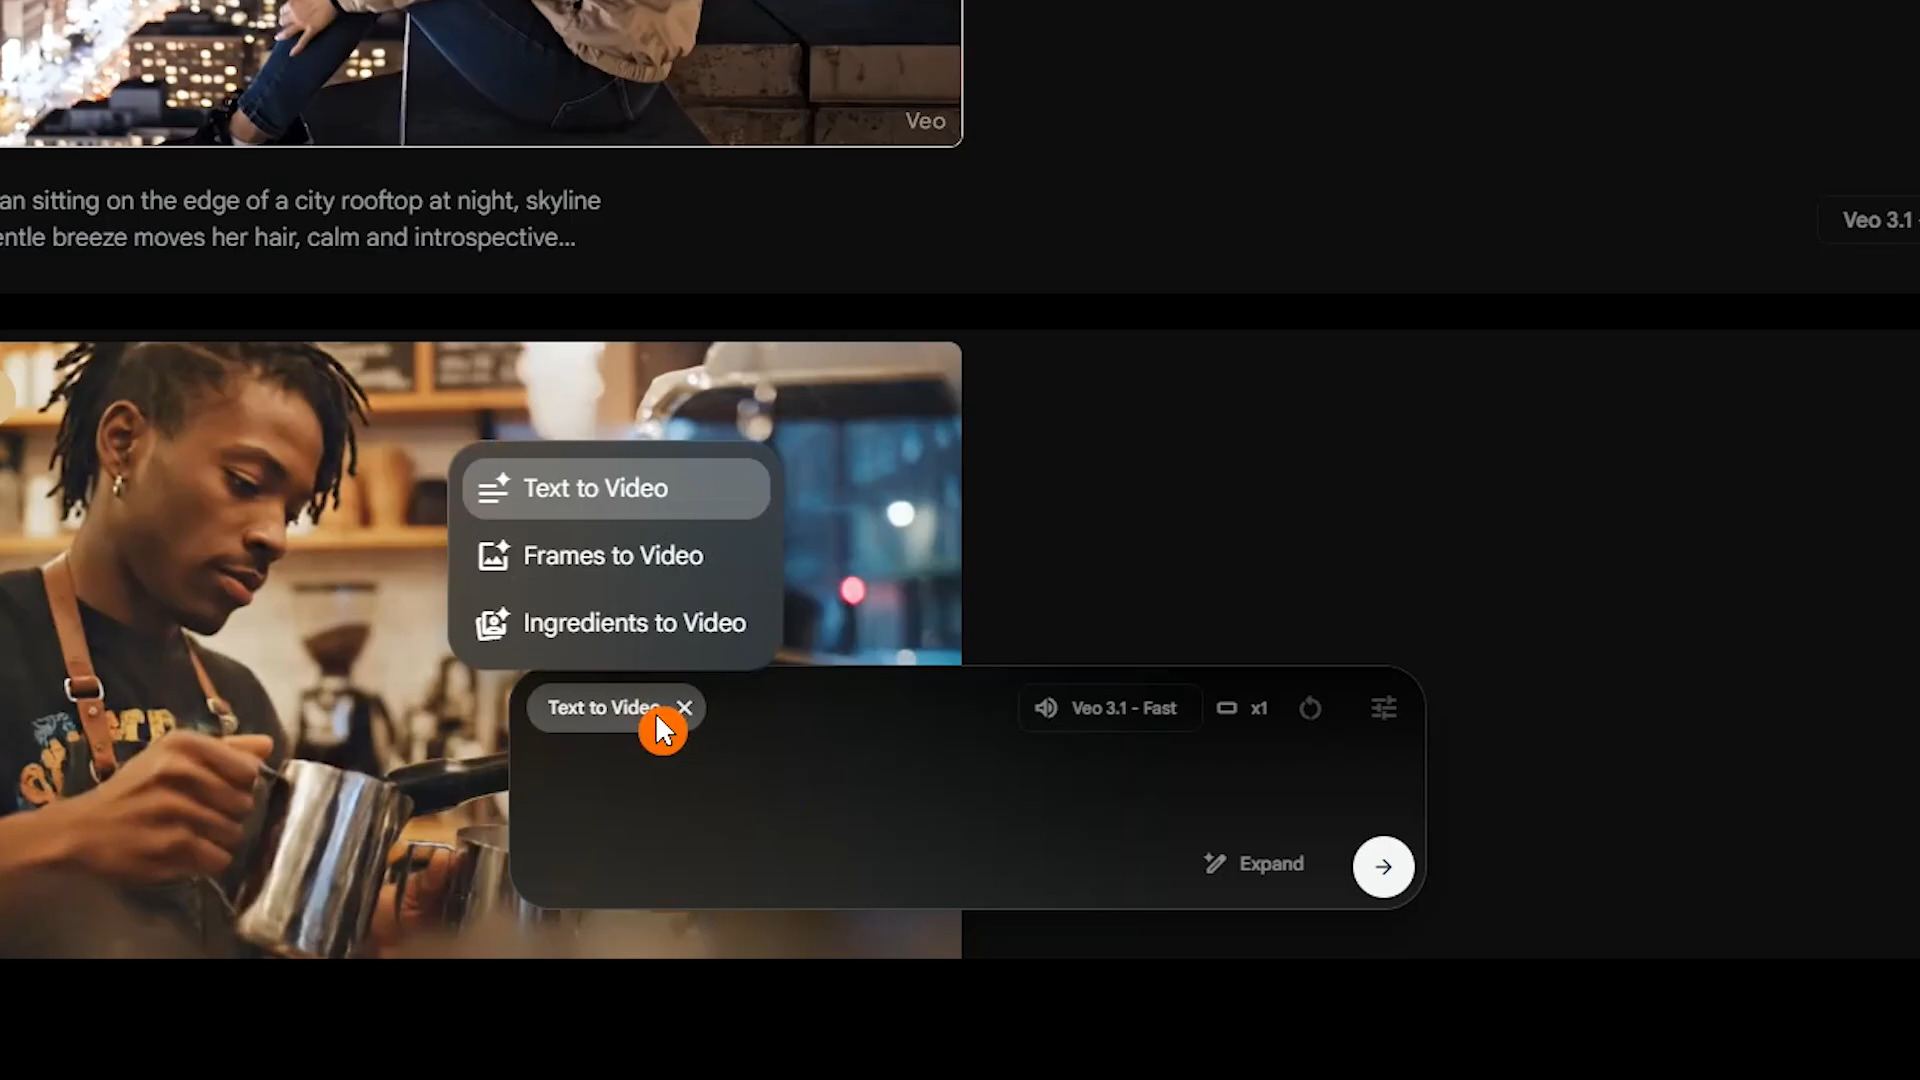 Veo
an sitting on the edge of a city rooftop at night, skyline
entle breeze moves her hair, calm and introspective...
Veo 3.1 -
Text to Video
Frames to Video
Ingredients to Video
Text to Video
Veo 3.1 - Fast
x1
Expand